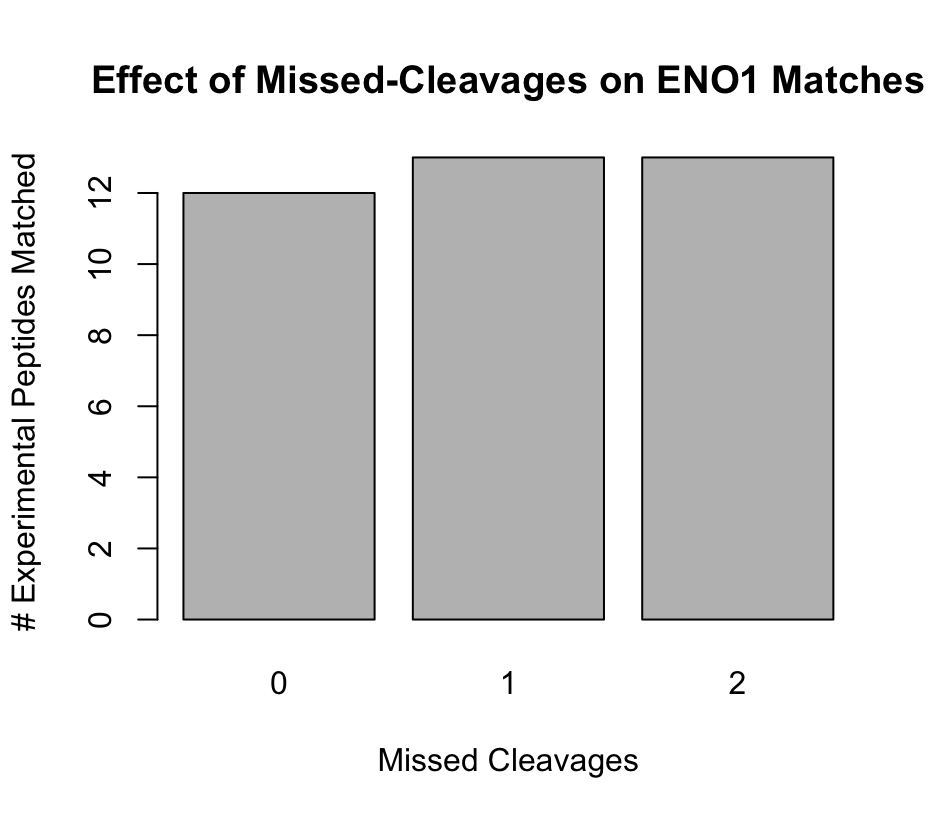 Effect of Missed-Cleavages on ENO1 Matches
# Experimental Peptides Matched
12
10
8
6
4
2
0
0 1 2
Missed Cleavages